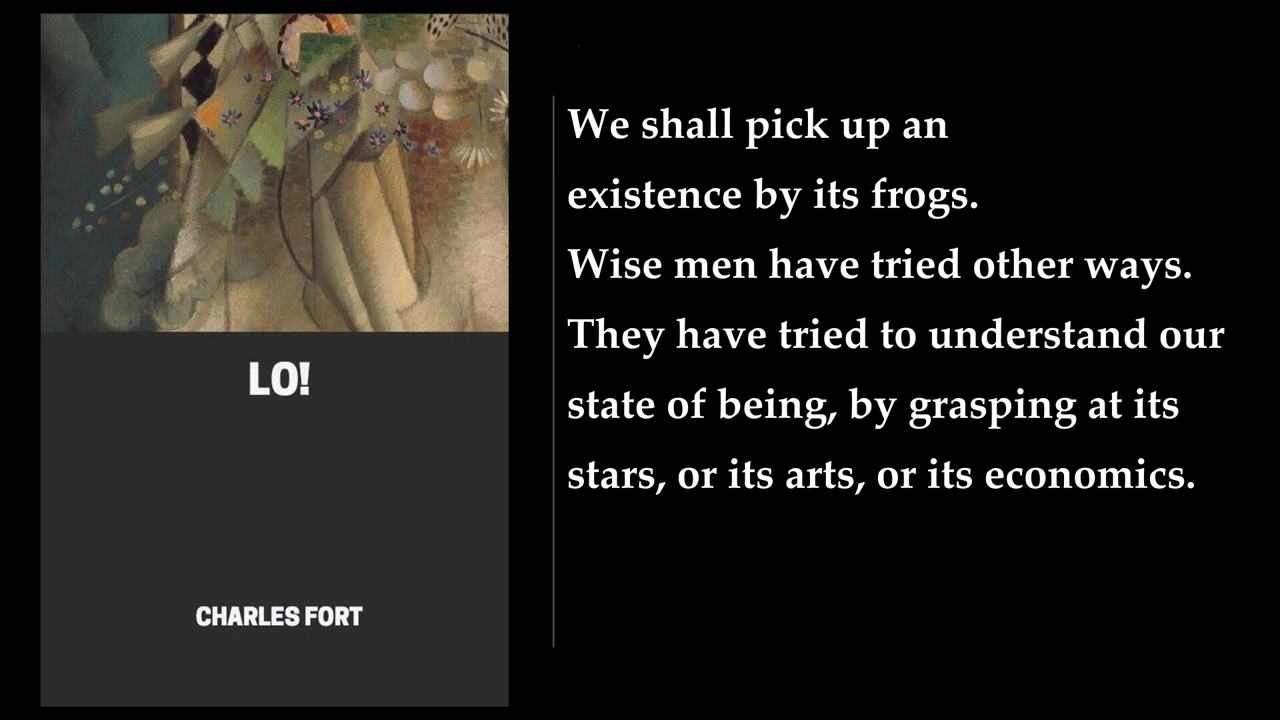 LO!
CHARLES FORT
We shall pick up an
existence by its frogs.
Wise men have tried other ways.
They have tried to understand our
state of being, by grasping at its
stars, or its arts, or its economics.